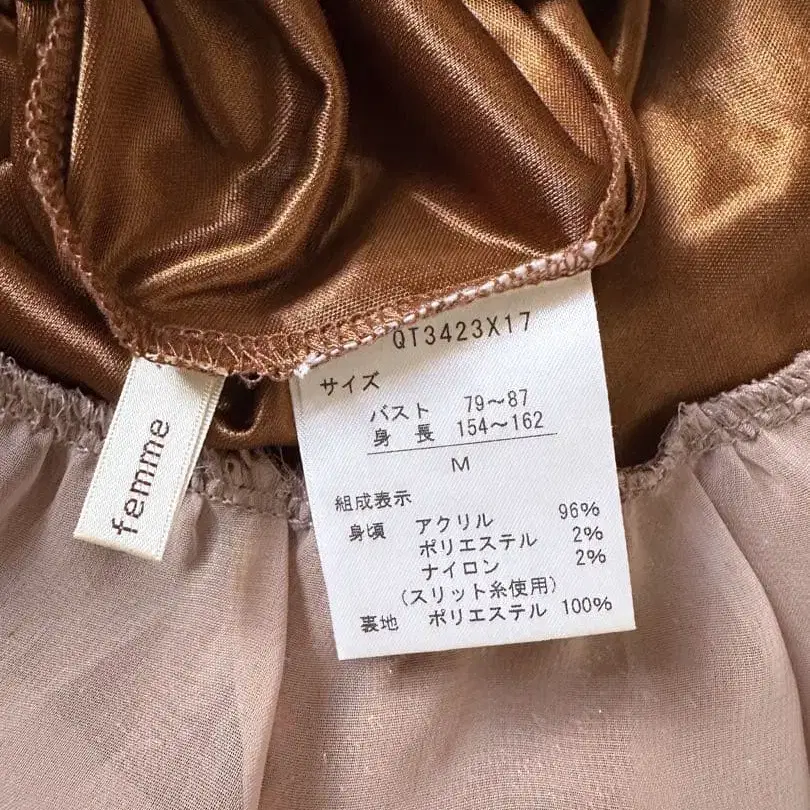 femme
QT3423X17
サイズ
バスト 79〜87
身長 154〜162
M
組成表示
身頃 アクリル 96%
ポリエステル 2%
ナイロン 2%
(スリット糸使用)
裏地 ポリエステル 100%